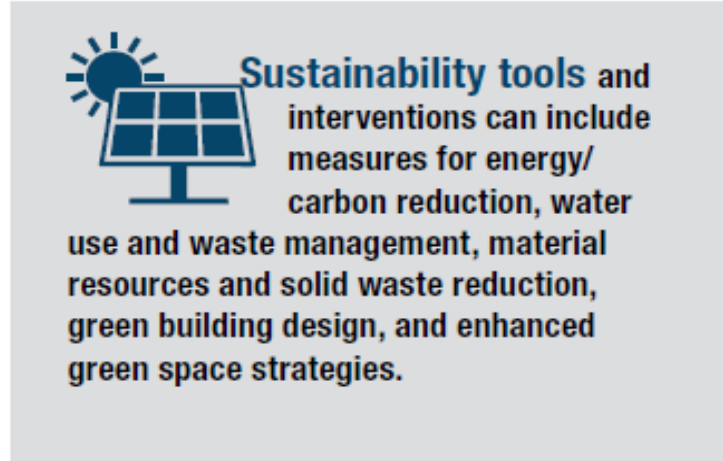 Sustainability tools and
interventions can include
measures for energy/
carbon reduction, water
use and waste management, material
resources and solid waste reduction,
green building design, and enhanced
green space strategies.